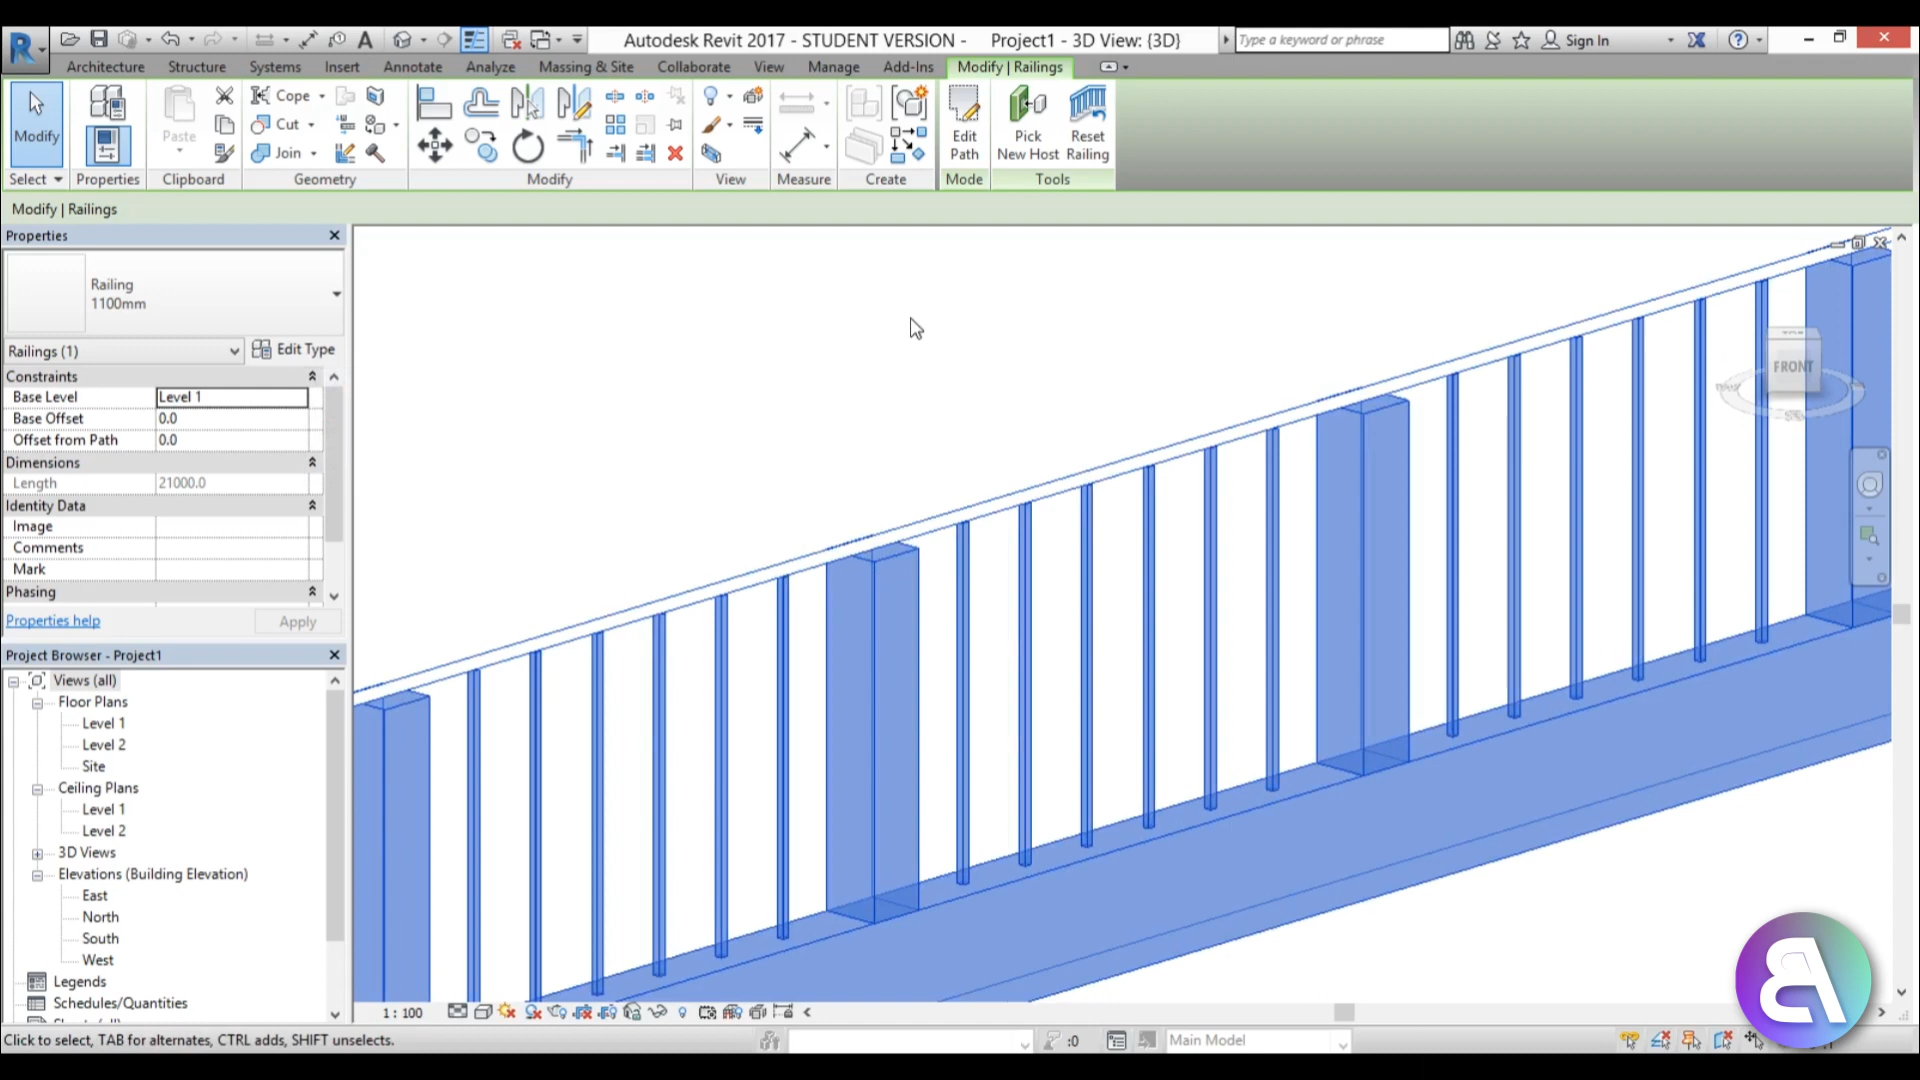 Autodesk Revit 2017 - STUDENT VERSION - Project1 - 3D View: {3D}
Type a keyword or phrase
Sign In
Architecture Structure Systems Insert Annotate Analyze Massing & Site Collaborate View Manage Add-Ins Modify | Railings
Modify
Paste
Cope
Cut
Join
Edit Path
Pick New Host
Reset Railing
Select Properties Clipboard Geometry Modify View Measure Create Mode Tools
Modify | Railings
Properties
Railing
1100mm
Railings (1)
Edit Type
Constraints
Base Level Level 1
Base Offset 0.0
Offset from Path 0.0
Dimensions
Length 21000.0
Identity Data
Image
Comments
Mark
Phasing
Properties help
Apply
Project Browser - Project1
Views (all)
Floor Plans
Level 1
Level 2
Site
Ceiling Plans
Level 1
Level 2
3D Views
Elevations (Building Elevation)
East
North
South
West
Legends
Schedules/Quantities
FRONT
1 : 100
Click to select, TAB for alternates, CTRL adds, SHIFT unselects.
:0
Main Model